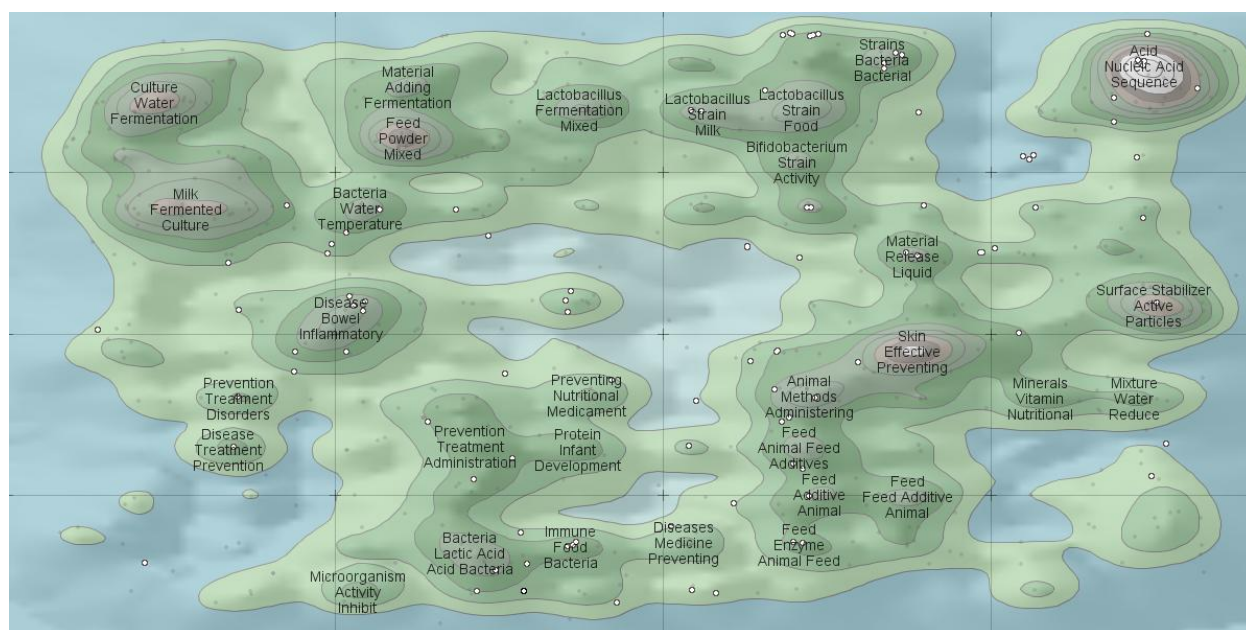 Culture
Water
Fermentation
Material
Adding
Fermentation
Feed
Powder
Mixed
Lactobacillus
Fermentation
Mixed
Lactobacillus
Strain
Milk
Lactobacillus
Strain
Food
Strains
Bacteria
Bacterial
Acid
Nucleic Acid
Sequence
Bifidobacterium
Strain
Activity
Milk
Fermented
Culture
Bacteria
Water
Temperature
Material
Release
Liquid
Disease
Bowel
Inflammatory
Surface Stabilizer
Active
Particles
Skin
Effective
Preventing
Prevention
Treatment
Disorders
Preventing
Nutritional
Medicament
Animal
Methods
Administering
Minerals
Vitamin
Nutritional
Mixture
Water
Reduce
Disease
Treatment
Prevention
Prevention
Treatment
Administration
Protein
Infant
Development
Feed
Animal Feed
Additives
Feed
Additive
Animal
Feed
Feed Additive
Animal
Bacteria
Lactic Acid
Acid Bacteria
Immune
Food
Bacteria
Diseases
Medicine
Preventing
Feed
Enzyme
Animal Feed
Microorganism
Activity
Inhibit